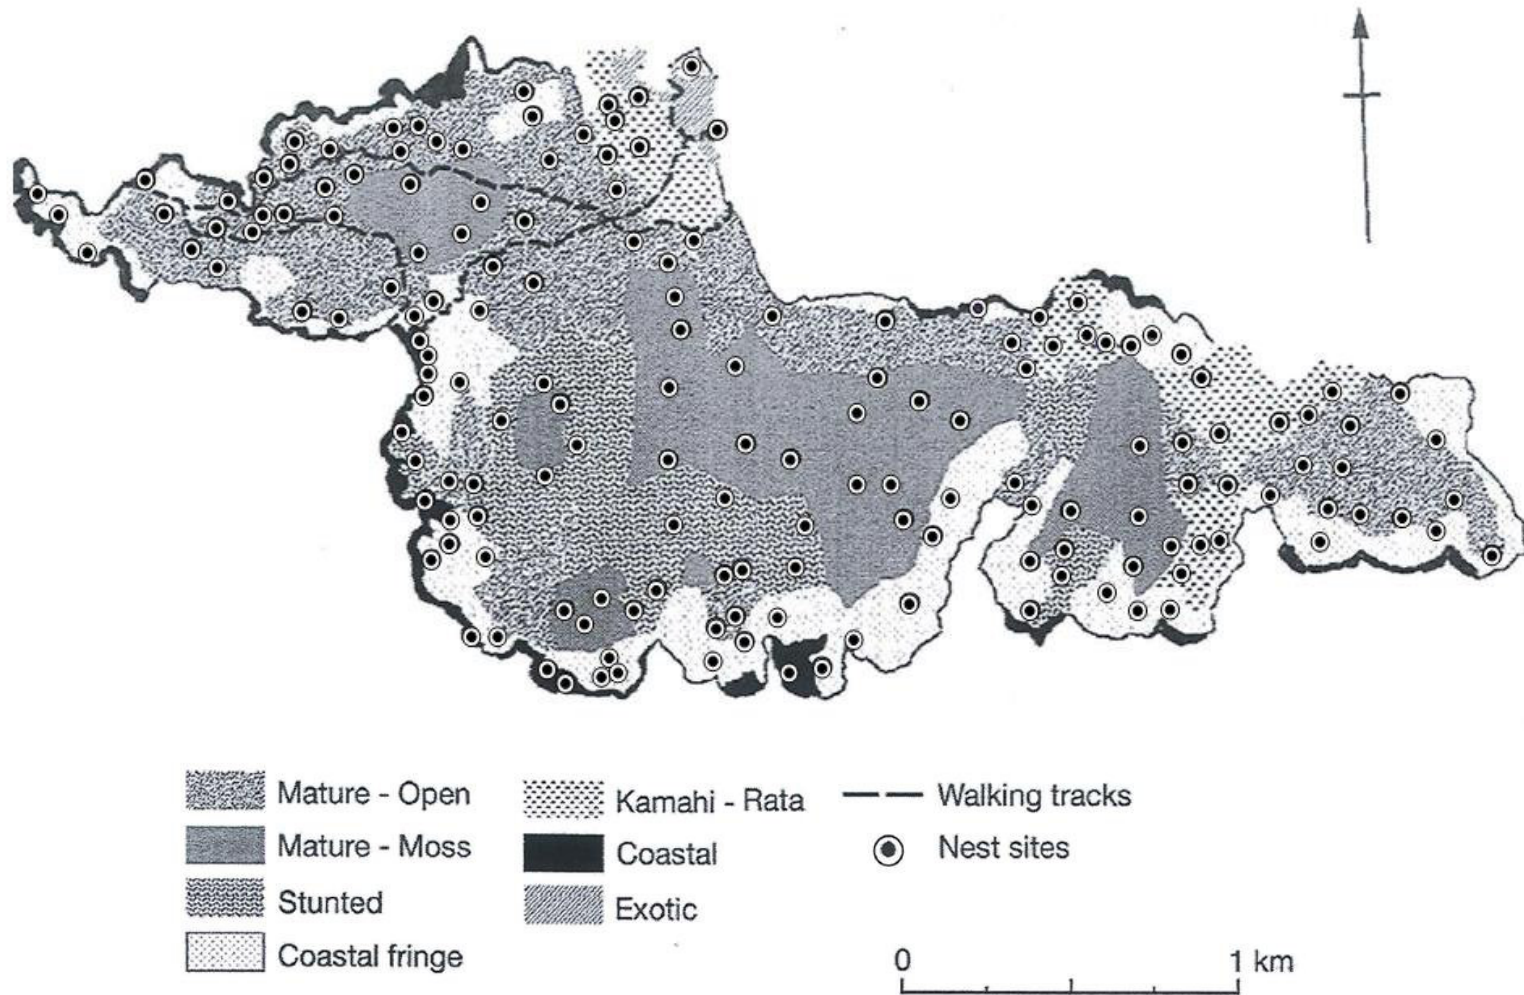 Mature - Open
Mature - Moss
Stunted
Coastal fringe
Kamahi - Rata
Coastal
Exotic
Walking tracks
Nest sites
0 1 km